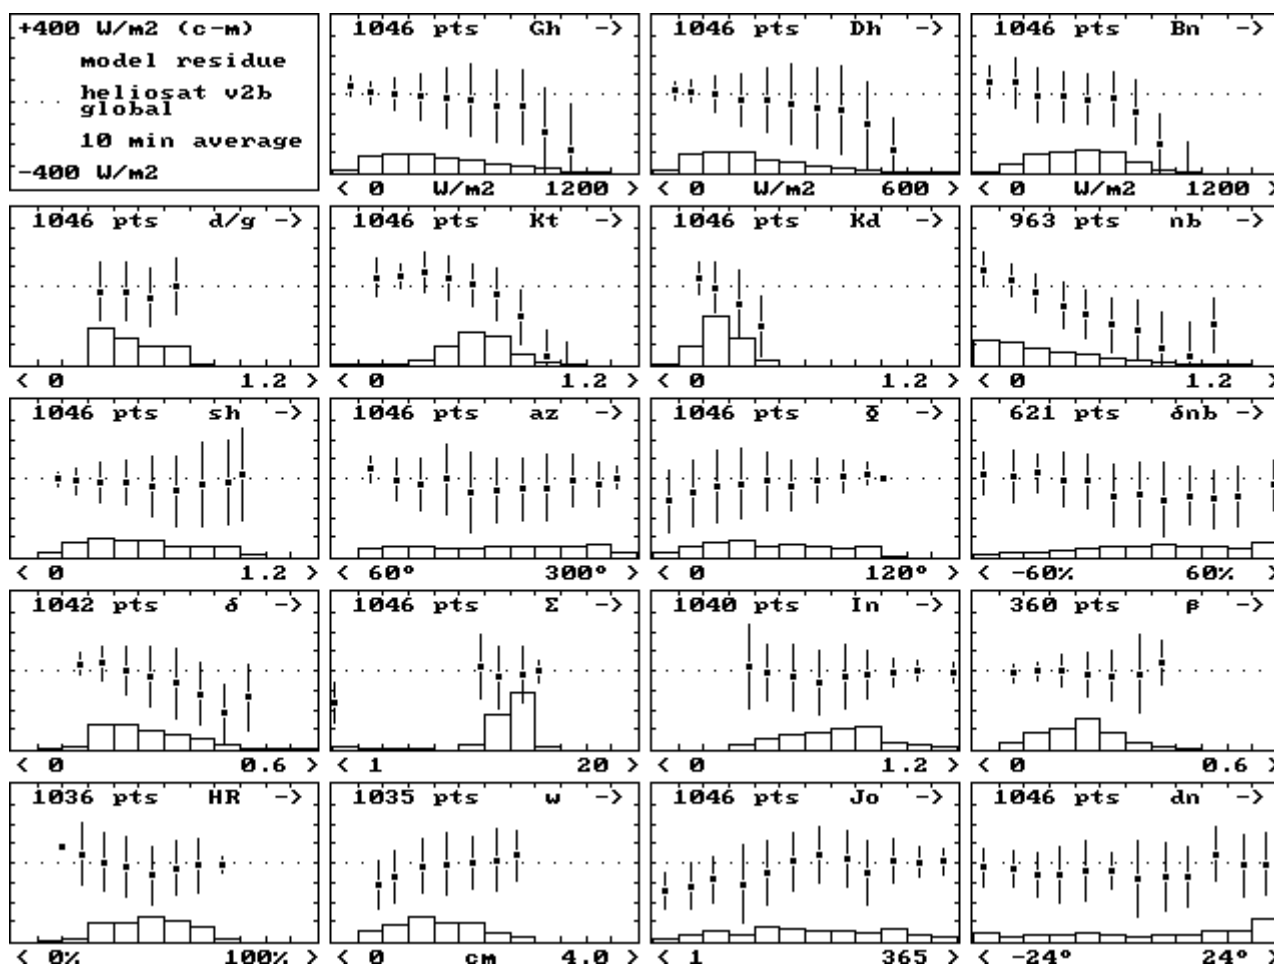 +400 W/m2 (c-m)
model residue
heliosat v2b
global
10 min average
-400 W/m2
1046 pts Gh ->
< 0 W/m2 1200 >
1046 pts Dh ->
< 0 W/m2 600 >
1046 pts Bn ->
< 0 W/m2 1200 >
1046 pts d/g ->
< 0 1.2 >
1046 pts Kt ->
< 0 1.2 >
1046 pts Kd ->
< 0 1.2 >
963 pts nb ->
< 0 1.2 >
1046 pts sh ->
< 0 1.2 >
1046 pts az ->
< 60° 300° >
1046 pts Φ ->
< 0 120° >
621 pts δnb ->
< -60% 60% >
1042 pts δ ->
< 0 0.6 >
1046 pts Σ ->
< 1 20 >
1040 pts In ->
< 0 1.2 >
360 pts β ->
< 0 0.6 >
1036 pts HR ->
< 0% 100% >
1035 pts w ->
< 0 cm 4.0 >
1046 pts Jo ->
< 1 365 >
1046 pts dn ->
< -24° 24° >